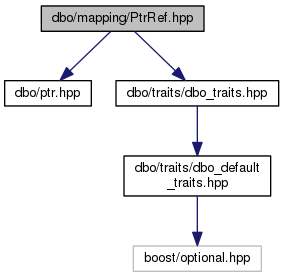 dbo/mapping/PtrRef.hpp
dbo/ptr.hpp
dbo/traits/dbo_traits.hpp
dbo/traits/dbo_default
_traits.hpp
boost/optional.hpp